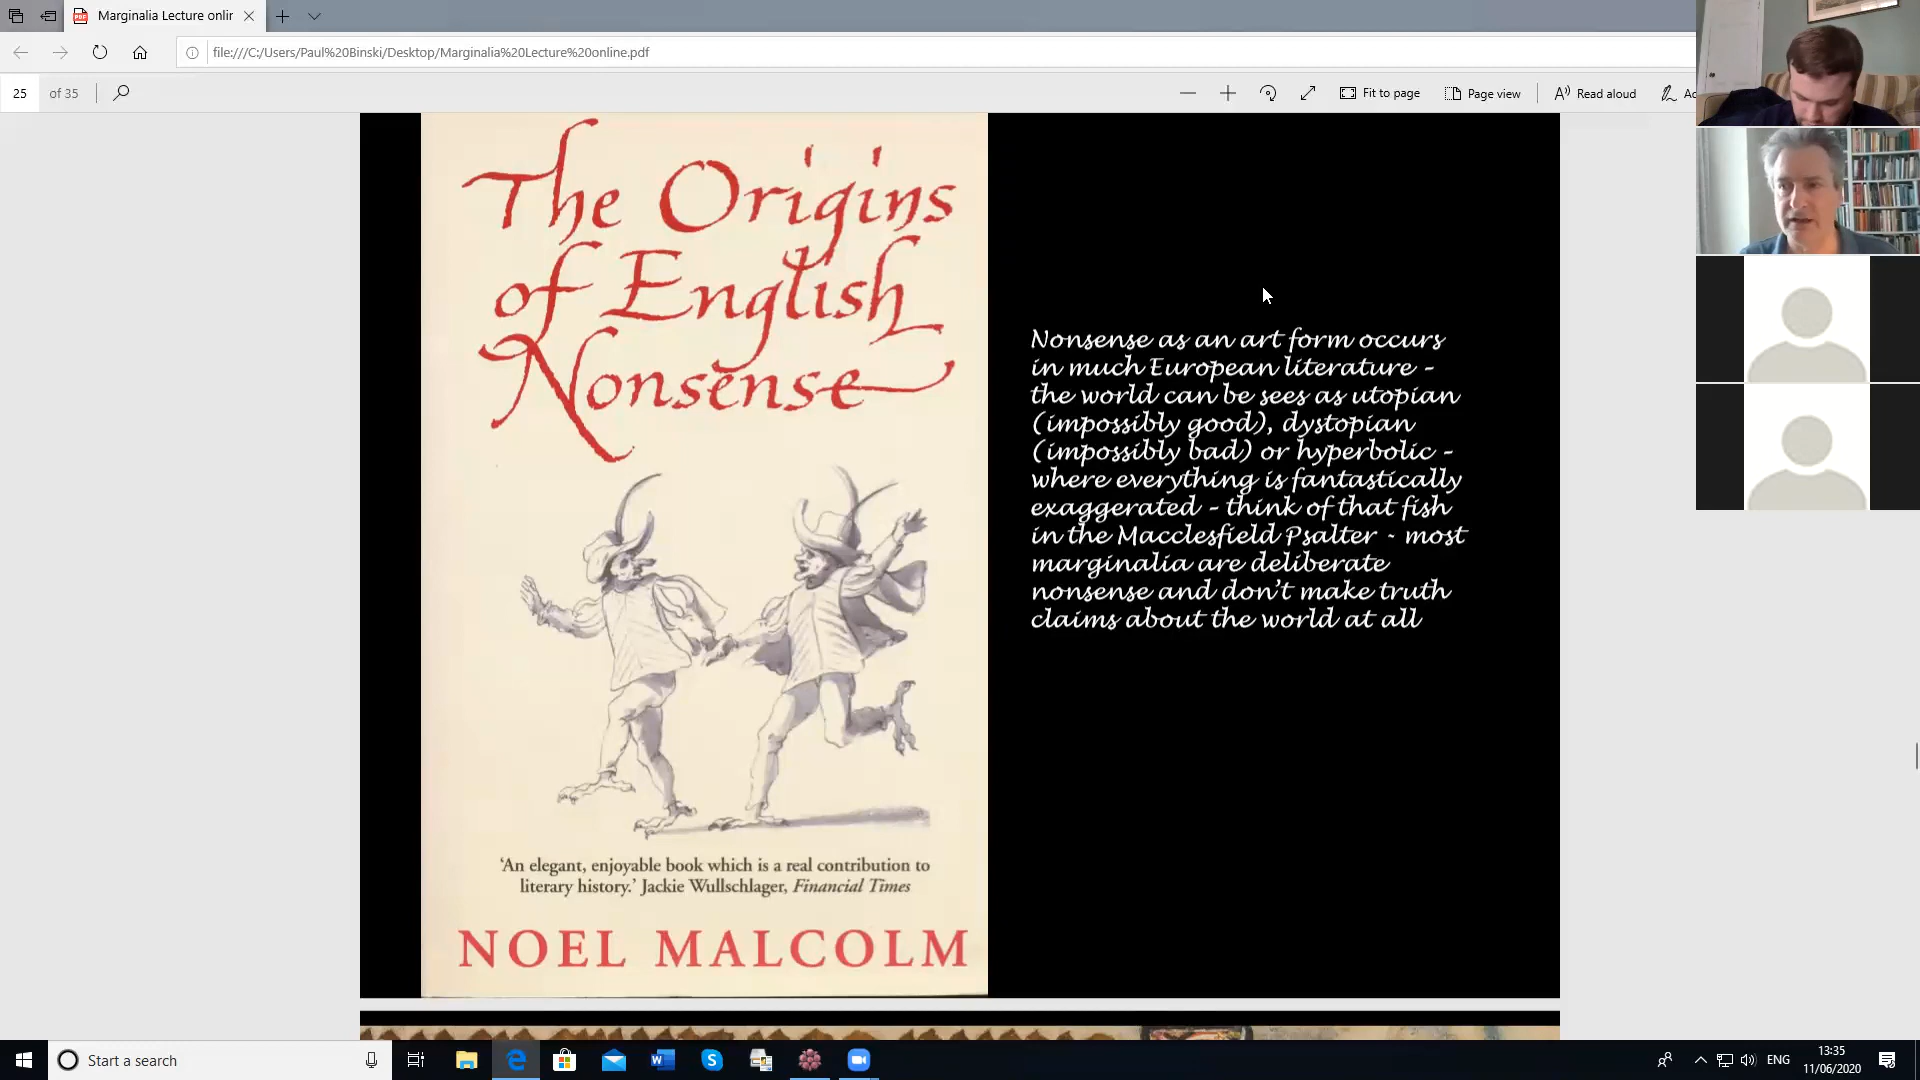 Marginalia Lecture onlir
file:///C:/Users/Paul%20Binski/Desktop/Marginalia%20Lecture%20online.pdf
25 of 35
Fit to page
Page view
Read aloud
Ac
The Origins
of English
Nonsense
Nonsense as an art form occurs
in much European literature –
the world can be sees as utopian
(impossibly good), dystopian
(impossibly bad) or hyperbolic –
where everything is fantastically
exaggerated – think of that fish
in the Macclesfield Psalter - most
marginalia are deliberate
nonsense and don't make truth
claims about the world at all
'An elegant, enjoyable book which is a real contribution to
literary history.' Jackie Wullschlager, Financial Times
NOEL MALCOLM
Start a search
ENG
13:35
11/06/2020